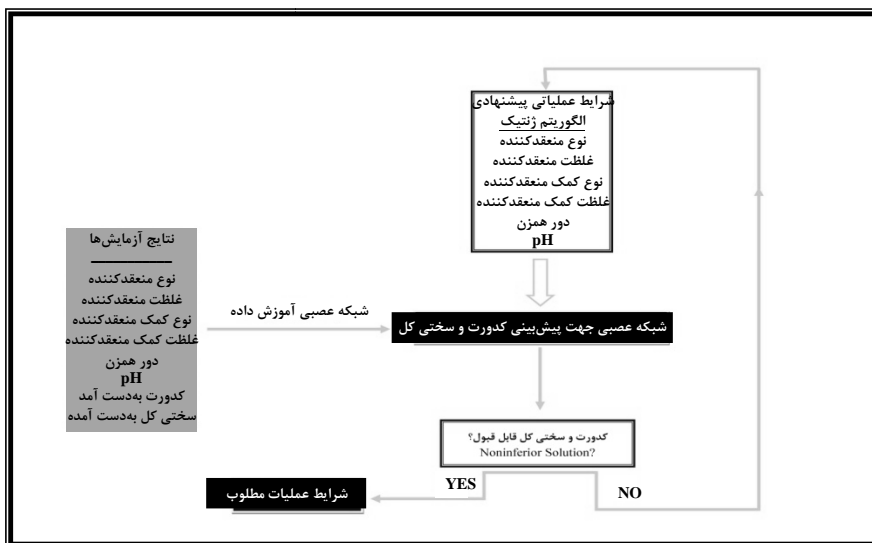 شرایط عملیاتی پیشنهادی
الگوریتم ژنتیک
نوع منعقدکننده
غلظت منعقدکننده
نوع کمک منعقدکننده
غلظت کمک منعقدکننده
دور همزن
pH
نتایج آزمایش‌ها
نوع منعقدکننده
غلظت منعقدکننده
نوع کمک منعقدکننده
غلظت کمک منعقدکننده
دور همزن
pH
کدورت به‌دست آمد
سختی کل به‌دست آمده
شبکه عصبی آموزش داده
شبکه عصبی جهت پیش‌بینی کدورت و سختی کل
کدورت و سختی کل قابل قبول؟
Noninferior Solution?
YES
NO
شرایط عملیات مطلوب